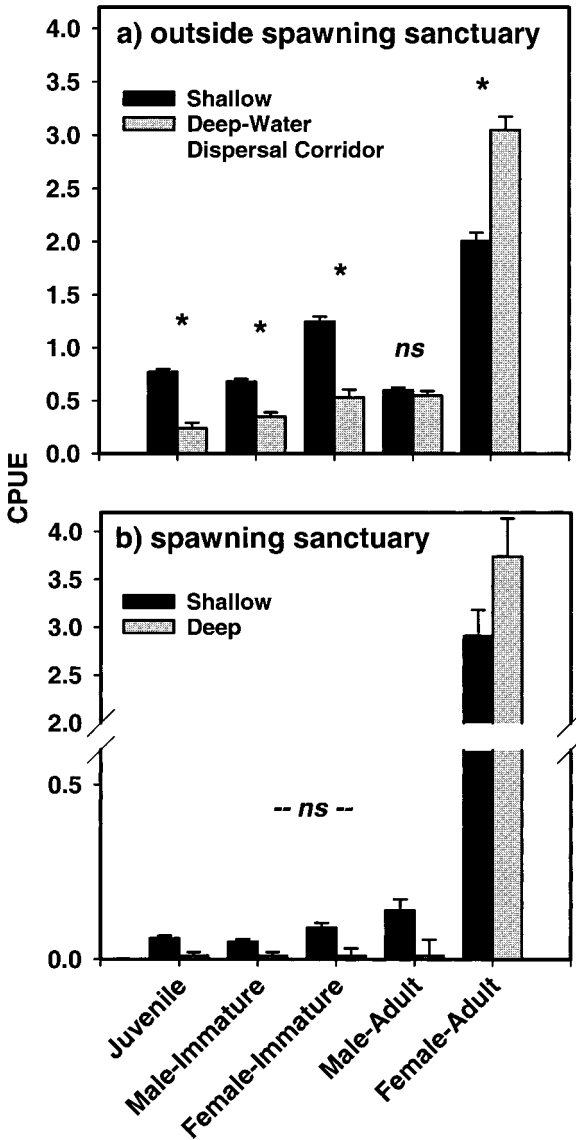 a) outside spawning sanctuary
Shallow
Deep-Water
Dispersal Corridor
4.0
3.5
3.0
2.5
2.0
1.5
1.0
0.5
0.0
*
*
*
ns
*
CPUE
b) spawning sanctuary
Shallow
Deep
4.0
3.5
3.0
2.5
2.0
0.5
0.0
-- ns --
Juvenile
Male-Immature
Female-Immature
Male-Adult
Female-Adult